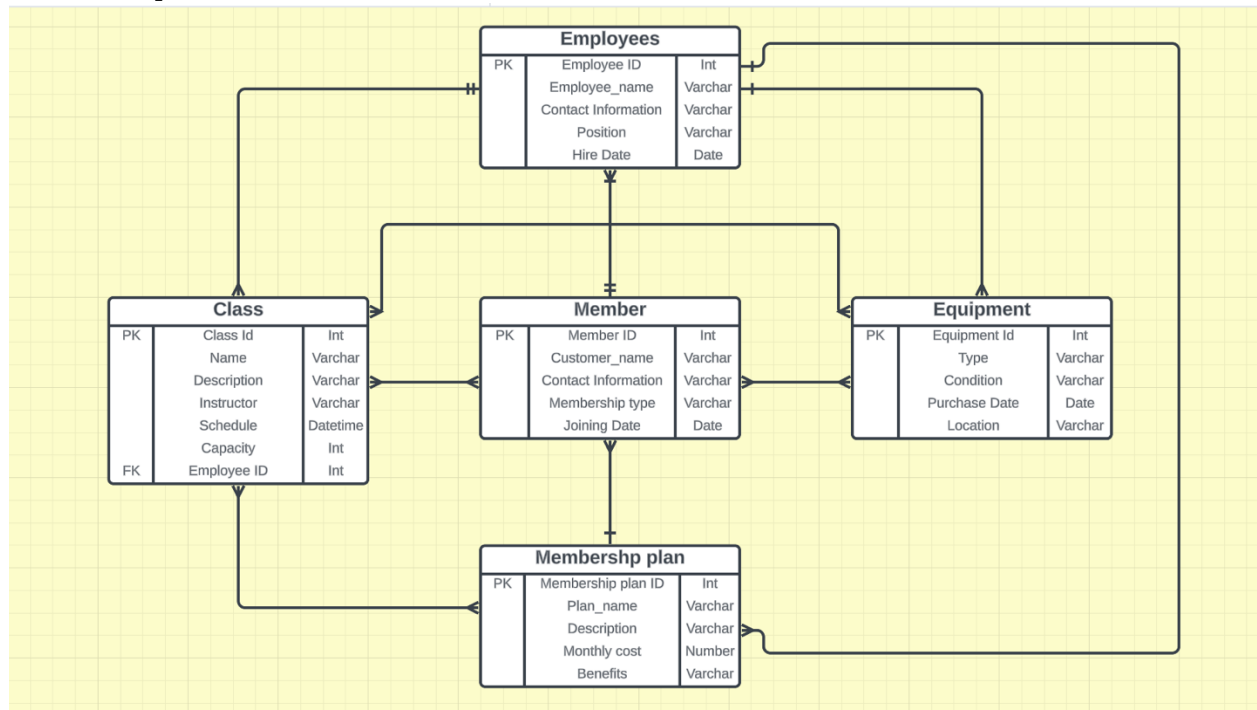 Employees
PK Employee ID Int
Employee_name Varchar
Contact Information Varchar
Position Varchar
Hire Date Date
Class
PK Class Id Int
Name Varchar
Description Varchar
Instructor Varchar
Schedule Datetime
Capacity Int
FK Employee ID Int
Member
PK Member ID Int
Customer_name Varchar
Contact Information Varchar
Membership type Varchar
Joining Date Date
Equipment
PK Equipment Id Int
Type Varchar
Condition Varchar
Purchase Date Date
Location Varchar
Membershp plan
PK Membership plan ID Int
Plan_name Varchar
Description Varchar
Monthly cost Number
Benefits Varchar